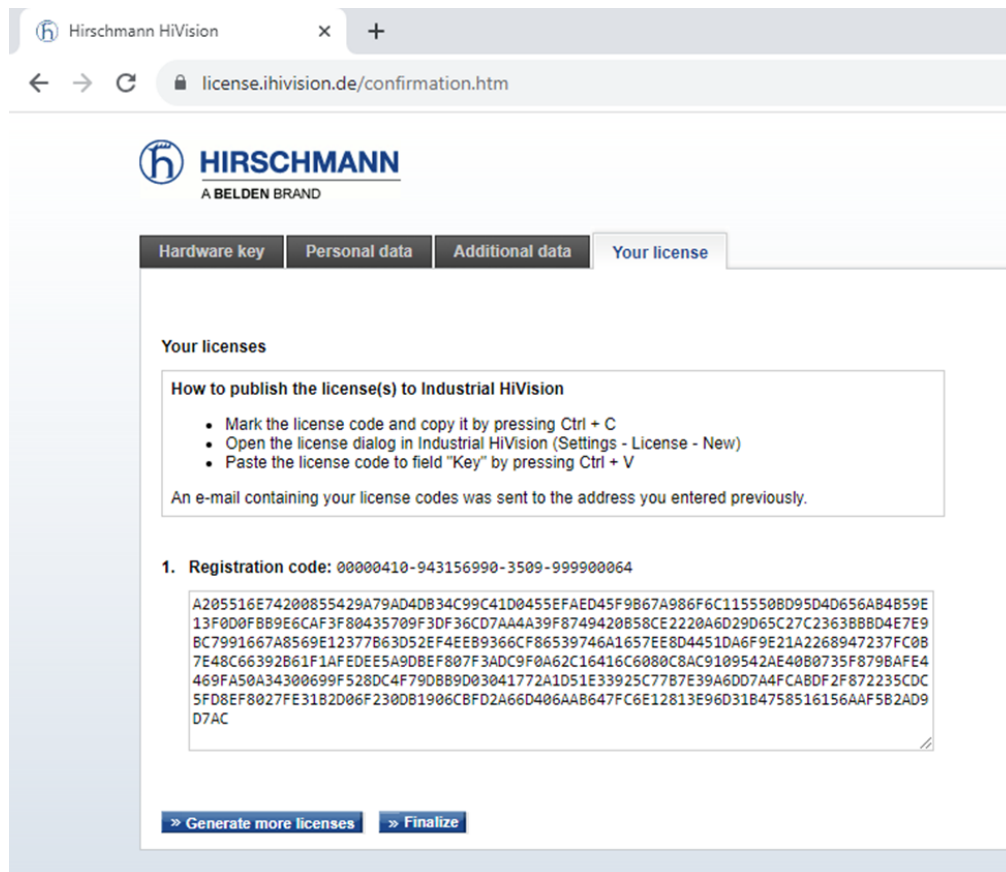 Hirschmann HiVision
license.ihivision.de/confirmation.htm
HIRSCHMANN
A BELDEN BRAND
Hardware key Personal data Additional data Your license
Your licenses
How to publish the license(s) to Industrial HiVision
• Mark the license code and copy it by pressing Ctrl + C
• Open the license dialog in Industrial HiVision (Settings - License - New)
• Paste the license code to field "Key" by pressing Ctrl + V
An e-mail containing your license codes was sent to the address you entered previously.
1. Registration code: 00000410-943156990-3509-999900064
A205516E74200855429A79AD4DB34C99C41D0455EFAED45F9B67A986F6C115550BD95D4D656AB4B59E
13F0D0FBB9E6CAF3F80435709F3DF36CD7AA4A39F8749420B58CE2220A6D29D65C27C2363BBBD4E7E9
BC7991667A8569E12377B63D52EF4EEB9366CF86539746A1657EE8D4451DA6F9E21A2268947237FC0B
7E48C66392B61F1AFEDEE5A9DBEF807F3ADC9F0A62C16416C6080C8AC9109542AE40B0735F879BAFE4
469FA50A34300699F528DC4F79DBB9D03041772A1D51E33925C77B7E39A6DD7A4FCABDF2F872235CDC
5FD8EF8027FE31B2D06F230DB1906CBFD2A66D406AAB647FC6E12813E96D31B4758516156AAF5B2AD9
D7AC
» Generate more licenses » Finalize